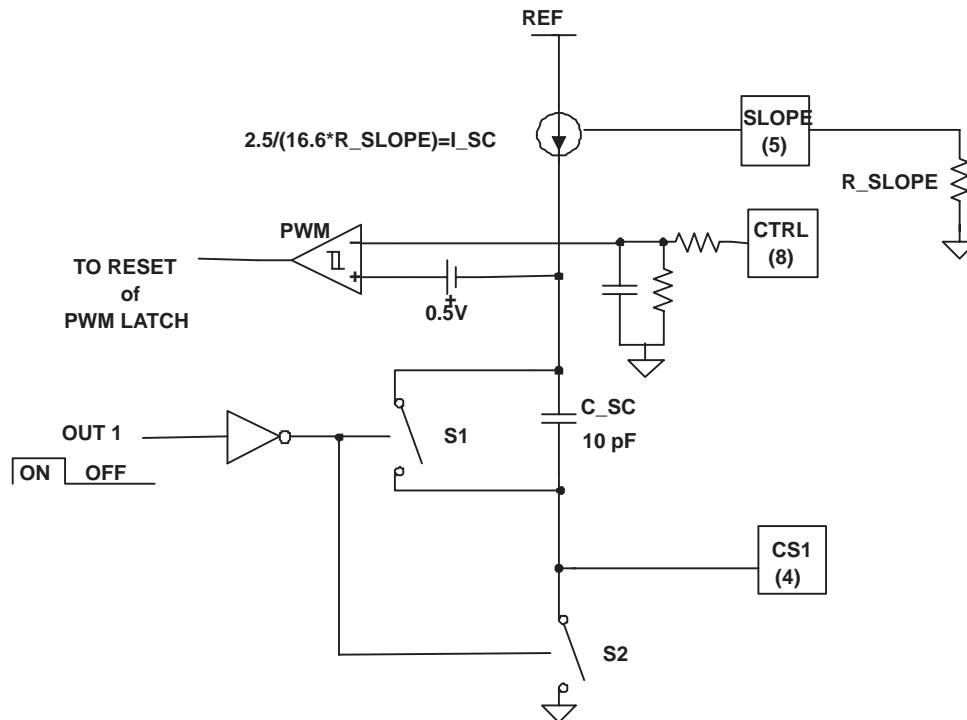 REF
2.5/(16.6*R_SLOPE)=I_SC
SLOPE
(5)
R_SLOPE
PWM
CTRL
(8)
TO RESET
of
PWM LATCH
0.5V
C_SC
10 pF
OUT 1
S1
ON OFF
CS1
(4)
S2